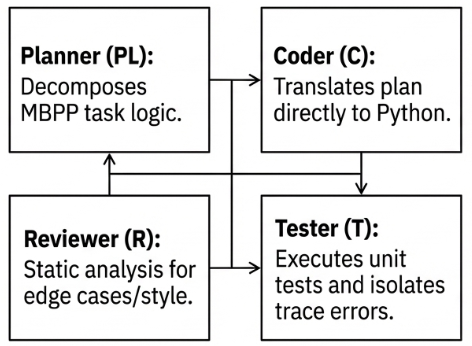 Planner (PL):
Decomposes
MBPP task logic.
Coder (C):
Translates plan
directly to Python.
Reviewer (R):
Static analysis for
edge cases/style.
Tester (T):
Executes unit
tests and isolates
trace errors.